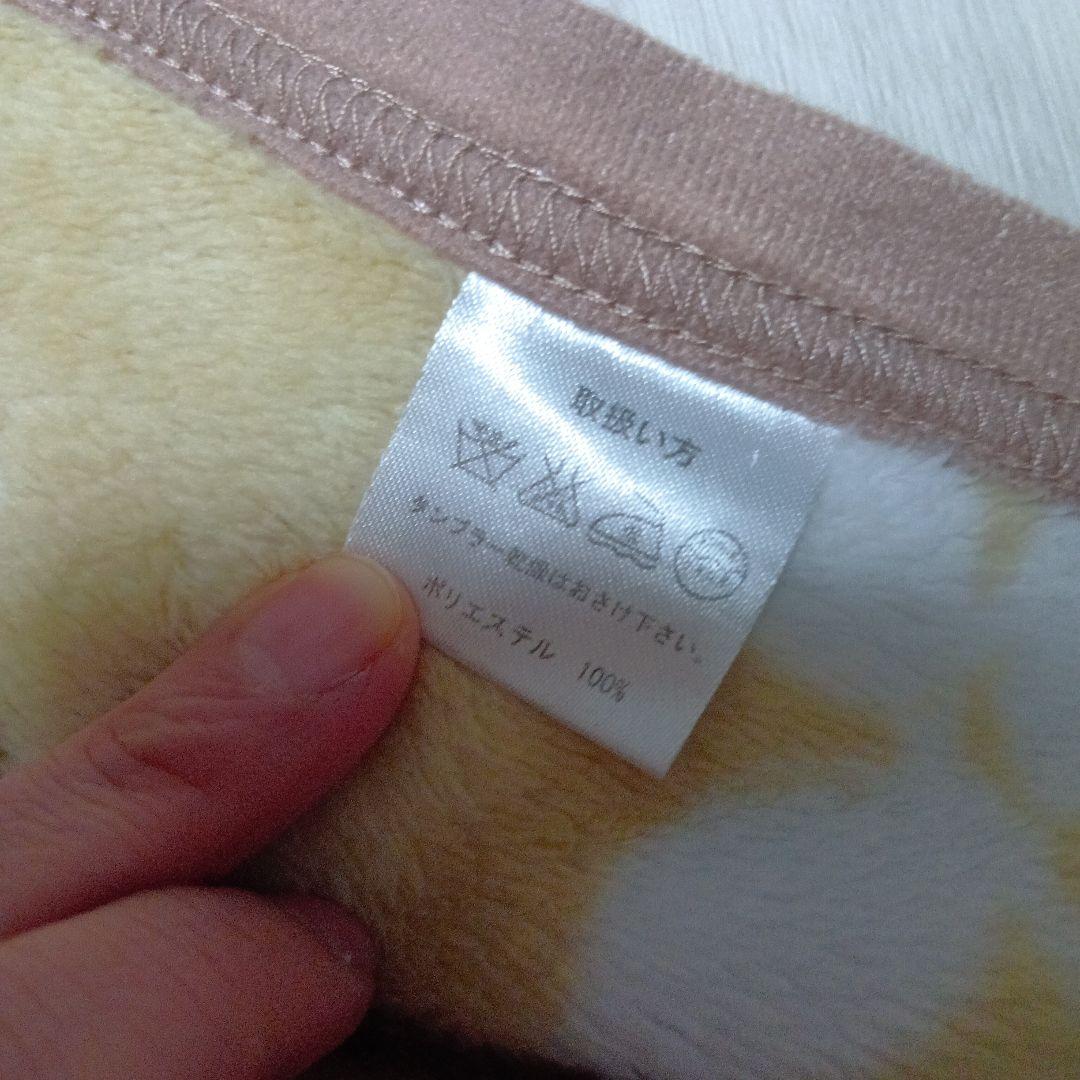 取扱い方
タンブラー乾燥はおさけ下さい。
ポリエステル 100%